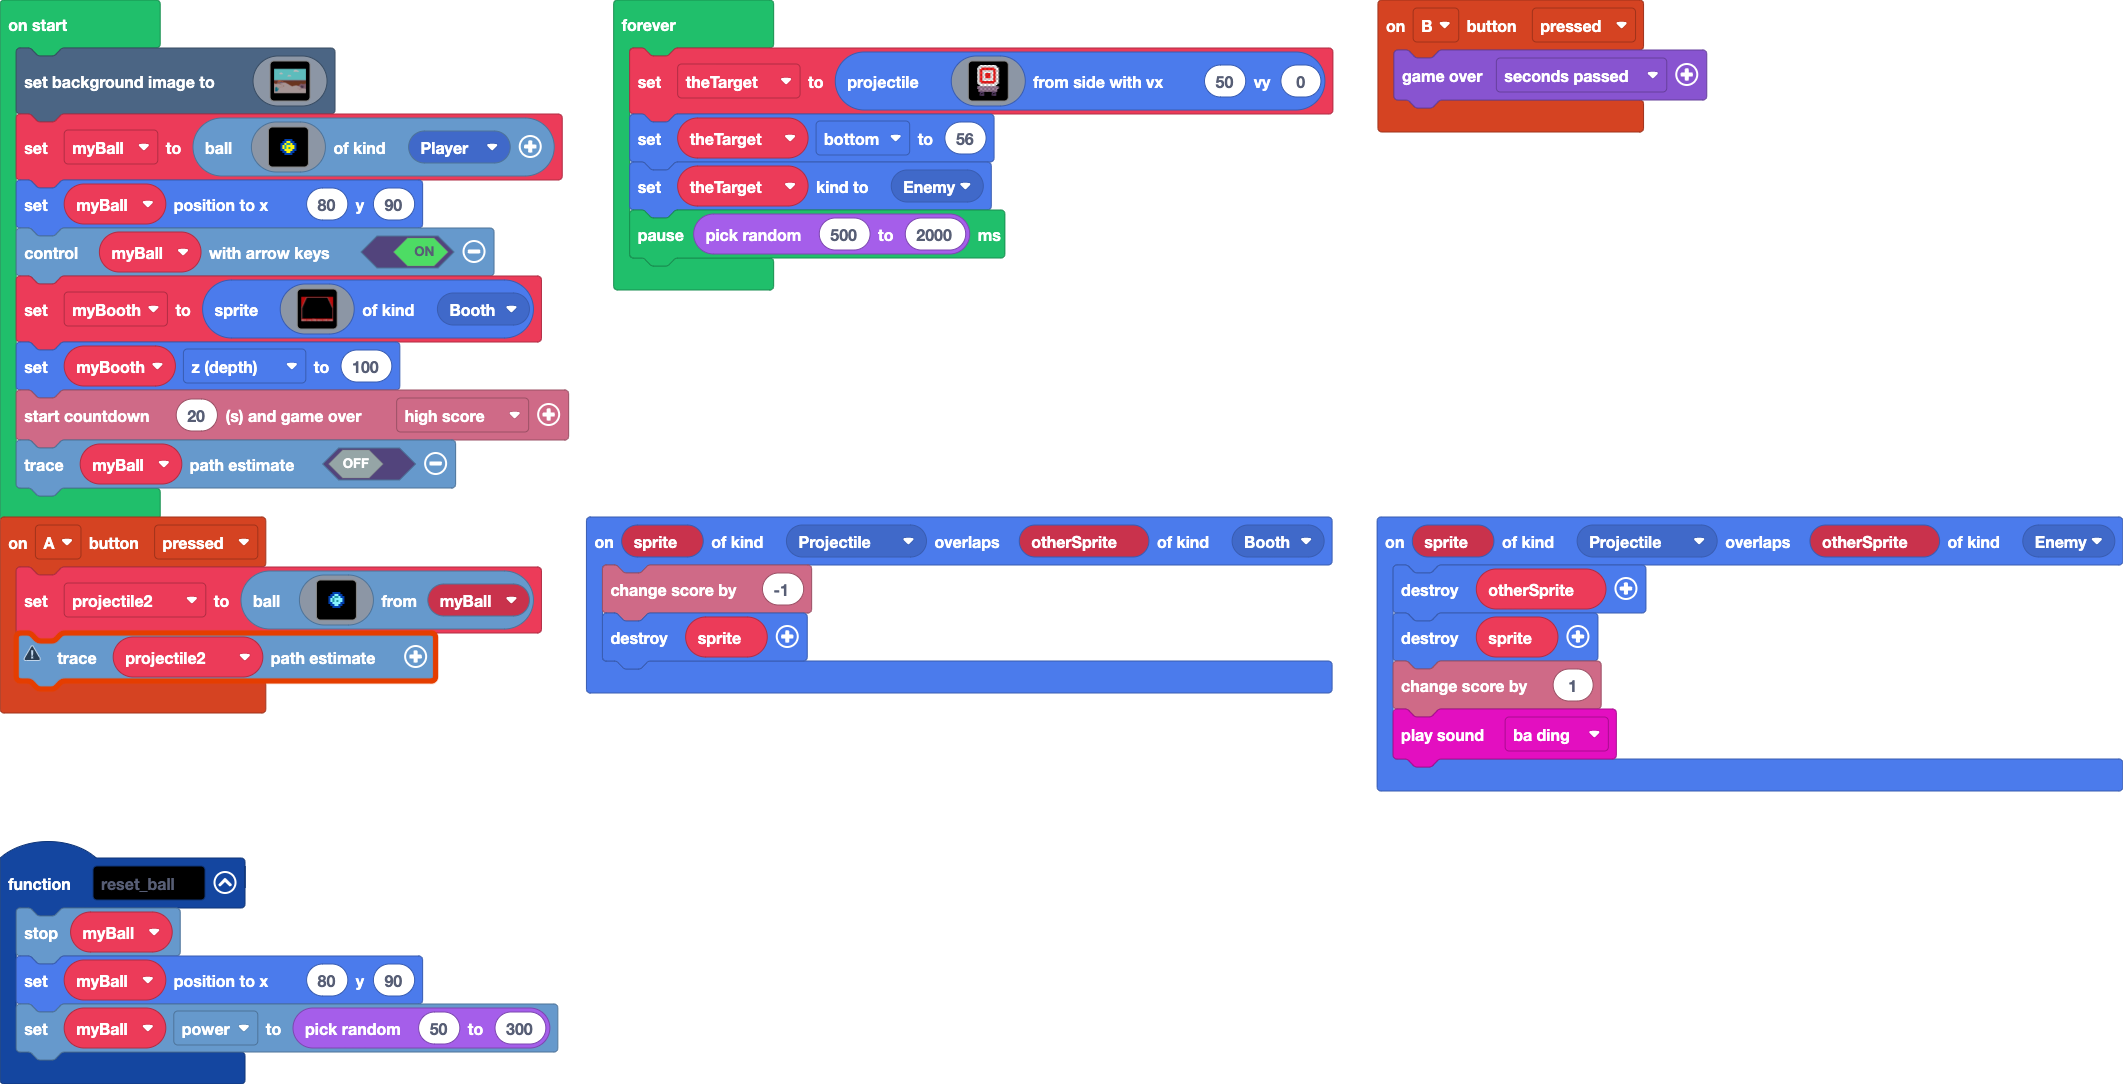 on start
set background image to
set myBall to ball of kind Player
set myBall position to x 80 y 90
control myBall with arrow keys ON
set myBooth to sprite of kind Booth
set myBooth z (depth) to 100
start countdown 20 (s) and game over high score
trace myBall path estimate OFF
forever
set theTarget to projectile from side with vx 50 vy 0
set theTarget bottom to 56
set theTarget kind to Enemy
pause pick random 500 to 2000 ms
on B button pressed
game over seconds passed
on A button pressed
set projectile2 to ball from myBall
trace projectile2 path estimate
on sprite of kind Projectile overlaps otherSprite of kind Booth
change score by -1
destroy sprite
on sprite of kind Projectile overlaps otherSprite of kind Enemy
destroy otherSprite
destroy sprite
change score by 1
play sound ba ding
function reset_ball
stop myBall
set myBall position to x 80 y 90
set myBall power to pick random 50 to 300